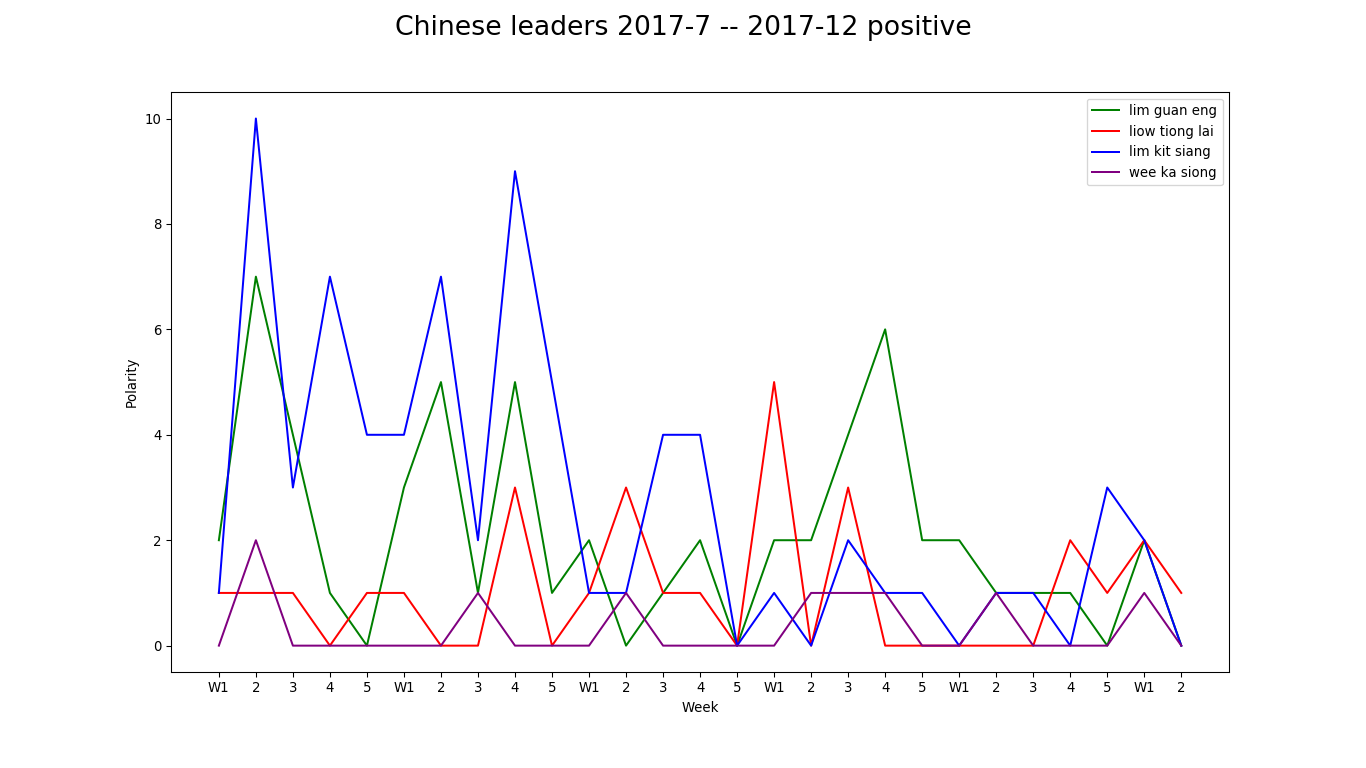 Chinese leaders 2017-7 -- 2017-12 positive
lim guan eng
liow tiong lai
lim kit siang
wee ka siong
10
8
6
4
2
0
Polarity
W1 2 3 4 5 W1 2 3 4 5 W1 2 3 4 5 W1 2 3 4 5 W1 2 3 4 5 W1 2
Week